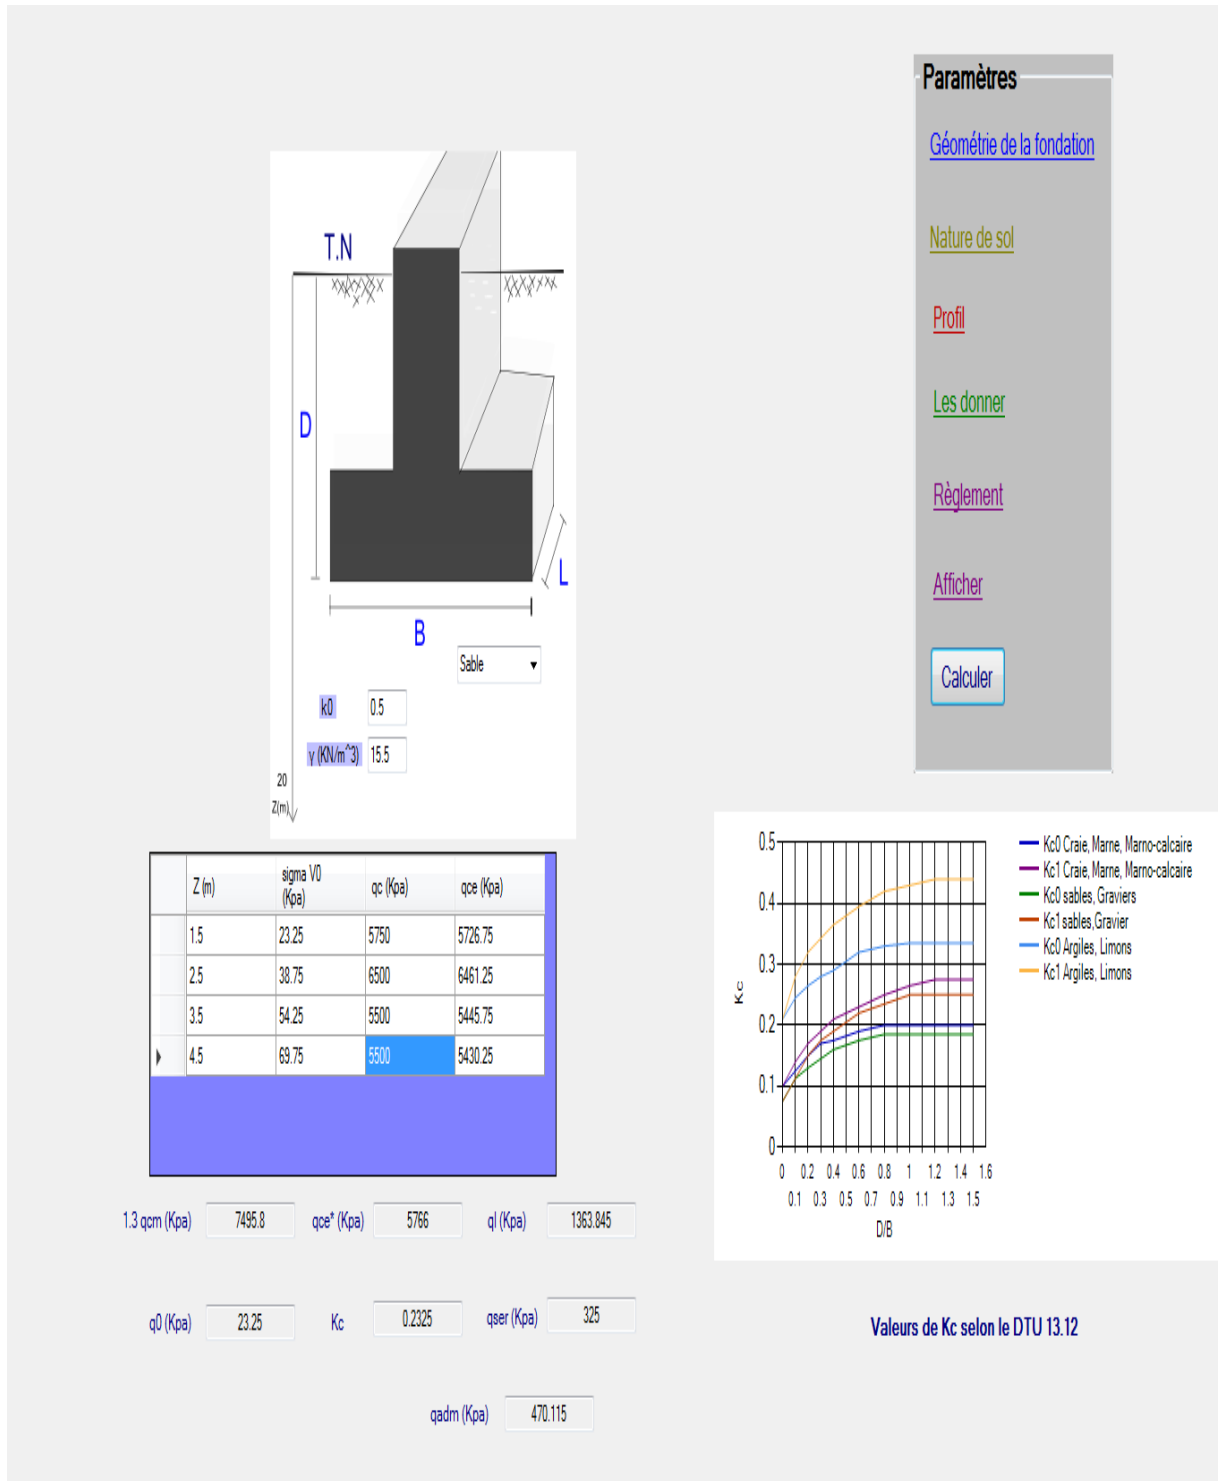 Paramètres
Géométrie de la fondation
Nature de sol
Profil
Les donner
Règlement
Afficher
Calculer
T.N
D
L
B
Sable
k0 0.5
γ (KN/m^3) 15.5
20
Z(m)
Z (m) sigma V0 (Kpa) qc (Kpa) qce (Kpa)
1.5 23.25 5750 5726.75
2.5 38.75 6500 6461.25
3.5 54.25 5500 5445.75
4.5 69.75 5500 5430.25
1.3 qcm (Kpa) 7495.8 qce* (Kpa) 5766 ql (Kpa) 1363.845
q0 (Kpa) 23.25 Kc 0.2325 qser (Kpa) 325
qadm (Kpa) 470.115
0.5
0.4
0.3
0.2
0.1
0
Kc
0 0.2 0.4 0.6 0.8 1 1.2 1.4 1.6
0.1 0.3 0.5 0.7 0.9 1.1 1.3 1.5
D/B
Kc0 Craie, Marne, Marno-calcaire
Kc1 Craie, Marne, Marno-calcaire
Kc0 sables, Graviers
Kc1 sables,Gravier
Kc0 Argiles, Limons
Kc1 Argiles, Limons
Valeurs de Kc selon le DTU 13.12